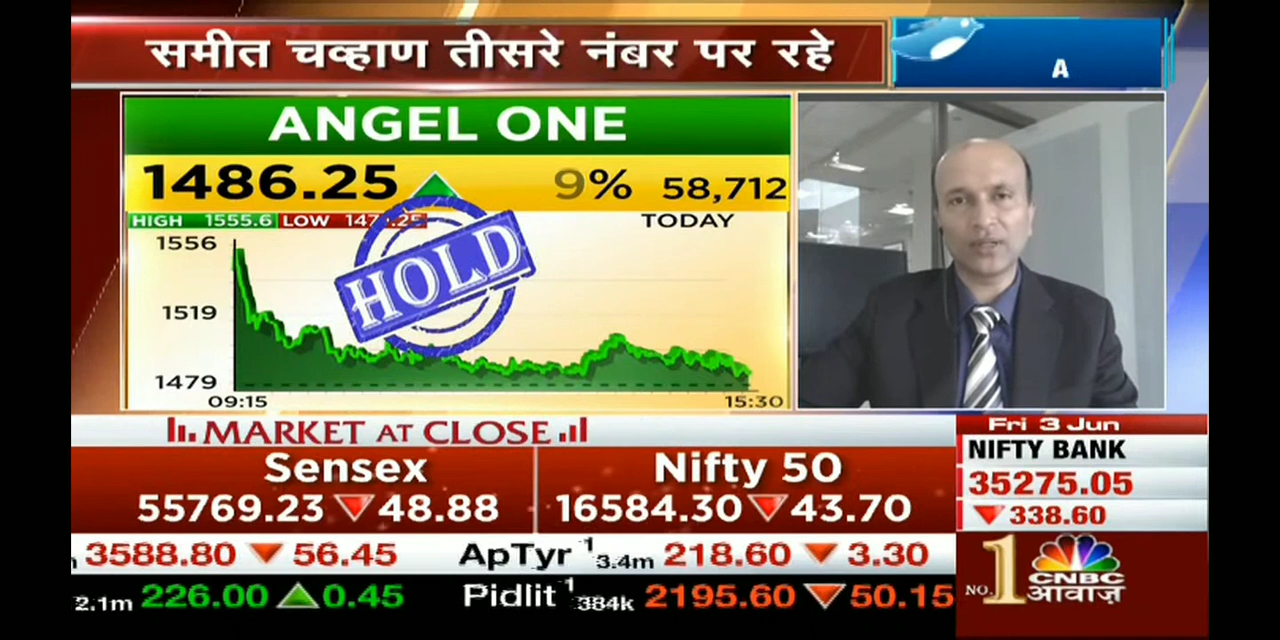 समीत चव्हाण तीसरे नंबर पर रहे
A
ANGEL ONE
1486.25 9% 58,712
HIGH 1555.6 LOW TODAY
HOLD
1556
1519
1479
09:15 15:30
MARKET AT CLOSE
Sensex
55769.23 48.88
Nifty 50
16584.30 43.70
Fri 3 Jun
NIFTY BANK
35275.05
338.60
3588.80 56.45 ApTyr 1 3.4m 218.60 3.30
2.1m 226.00 0.45 Pidlit 1 384k 2195.60 50.15
NO. 1 CNBC
आवाज़